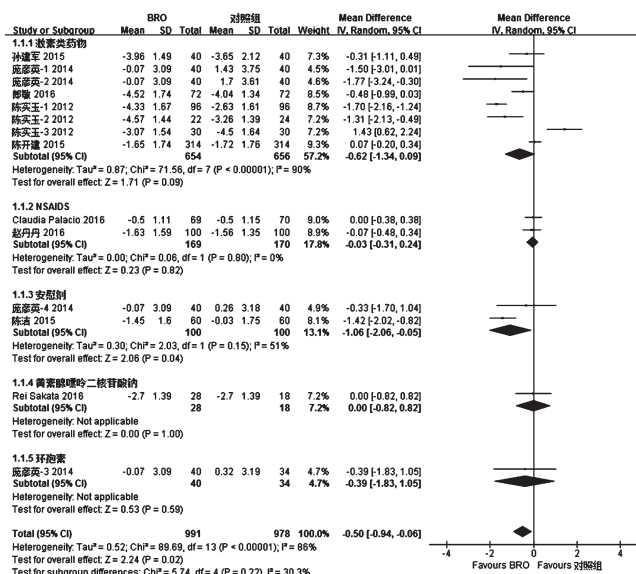 BRO 对照组 Mean Difference Mean Difference
Study or Subgroup Mean SD Total Mean SD Total Weight IV, Random, 95% CI IV, Random, 95% CI
1.1.1 激素类药物
孙建军 2015 -3.96 1.49 40 -3.65 2.12 40 7.3% -0.31 [-1.11, 0.49]
庞彦英-1 2014 -0.07 3.09 40 1.43 3.75 40 4.4% -1.50 [-3.01, 0.01]
庞彦英-2 2014 -0.07 3.09 40 1.7 3.61 40 4.5% -1.77 [-3.24, -0.30]
郎敏 2016 -4.52 1.74 72 -4.04 1.34 72 8.5% -0.48 [-0.99, 0.03]
陈实玉-1 2012 -4.33 1.67 96 -2.63 1.61 96 8.6% -1.70 [-2.16, -1.24]
陈实玉-2 2012 -4.57 1.44 22 -3.26 1.39 24 7.2% -1.31 [-2.13, -0.49]
陈实玉-3 2012 -3.07 1.54 30 -4.5 1.64 30 7.3% 1.43 [0.62, 2.24]
陈开建 2015 -1.65 1.74 314 -1.72 1.76 314 9.2% 0.07 [-0.20, 0.34]
Subtotal (95% CI) 654 656 57.2% -0.62 [-1.34, 0.09]
Heterogeneity: Tau² = 0.87; Chi² = 71.56, df = 7 (P < 0.00001); I² = 90%
Test for overall effect: Z = 1.71 (P = 0.09)
1.1.2 NSAIDS
Claudia Palacio 2016 -0.5 1.11 69 -0.5 1.15 70 9.0% 0.00 [-0.38, 0.38]
赵丹丹 2016 -1.63 1.59 100 -1.56 1.35 100 8.9% -0.07 [-0.48, 0.34]
Subtotal (95% CI) 169 170 17.8% -0.03 [-0.31, 0.24]
Heterogeneity: Tau² = 0.00; Chi² = 0.06, df = 1 (P = 0.80); I² = 0%
Test for overall effect: Z = 0.23 (P = 0.82)
1.1.3 安慰剂
庞彦英-4 2014 -0.07 3.09 40 0.26 3.18 40 4.9% -0.33 [-1.70, 1.04]
陈洁 2015 -1.45 1.6 60 -0.03 1.75 60 8.1% -1.42 [-2.02, -0.82]
Subtotal (95% CI) 100 100 13.1% -1.06 [-2.06, -0.05]
Heterogeneity: Tau² = 0.30; Chi² = 2.03, df = 1 (P = 0.15); I² = 51%
Test for overall effect: Z = 2.06 (P = 0.04)
1.1.4 黄素腺嘌呤二核苷酸钠
Rei Sakata 2016 -2.7 1.39 28 -2.7 1.39 18 7.2% 0.00 [-0.82, 0.82]
Subtotal (95% CI) 28 18 7.2% 0.00 [-0.82, 0.82]
Heterogeneity: Not applicable
Test for overall effect: Z = 0.00 (P = 1.00)
1.1.5 环孢素
庞彦英-3 2014 -0.07 3.09 40 0.32 3.19 34 4.7% -0.39 [-1.83, 1.05]
Subtotal (95% CI) 40 34 4.7% -0.39 [-1.83, 1.05]
Heterogeneity: Not applicable
Test for overall effect: Z = 0.53 (P = 0.59)
Total (95% CI) 991 978 100.0% -0.50 [-0.94, -0.06]
Heterogeneity: Tau² = 0.52; Chi² = 89.69, df = 13 (P < 0.00001); I² = 86%
Test for overall effect: Z = 2.24 (P = 0.02)
Test for subgroup differences: Chi² = 5.74, df = 4 (P = 0.22), I² = 30.3%
-4 -2 0 2 4
Favours BRO Favours 对照组